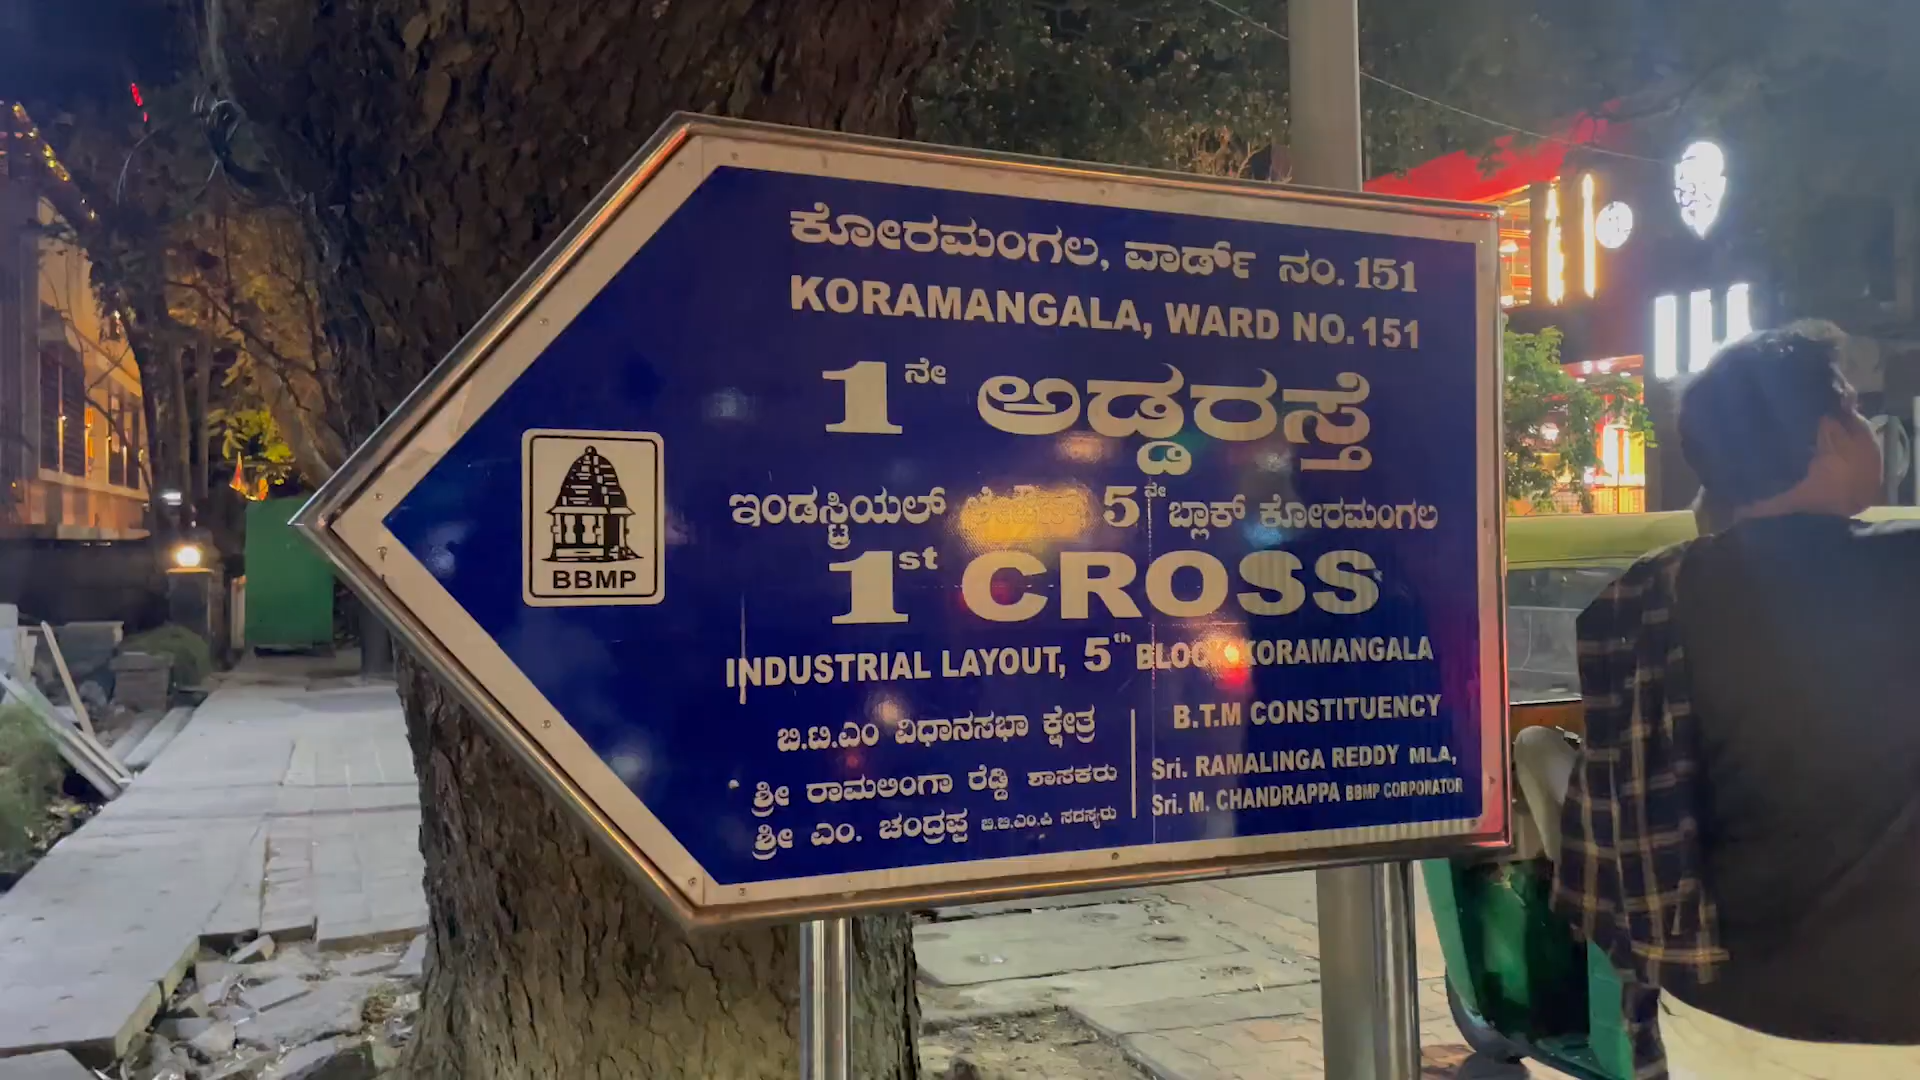 ಕೋರಮಂಗಲ, ವಾರ್ಡ್ ನಂ. 151
KORAMANGALA, WARD NO. 151
1ನೇ ಅಡ್ಡರಸ್ತೆ
ಇಂಡಸ್ಟ್ರಿಯಲ್ 5ನೇ ಬ್ಲಾಕ್ ಕೋರಮಂಗಲ
1st CROSS
INDUSTRIAL LAYOUT, 5th BLOCK KORAMANGALA
BBMP
ಬಿ.ಟಿ.ಎಂ ವಿಧಾನಸಭಾ ಕ್ಷೇತ್ರ
ಶ್ರೀ ರಾಮಲಿಂಗಾ ರೆಡ್ಡಿ ಶಾಸಕರು
ಶ್ರೀ ಎಂ. ಚಂದ್ರಪ್ಪ ಬಿ.ಬಿ.ಎಂ.ಪಿ ಸದಸ್ಯರು
B.T.M CONSTITUENCY
Sri. RAMALINGA REDDY MLA,
Sri. M. CHANDRAPPA BBMP CORPORATOR